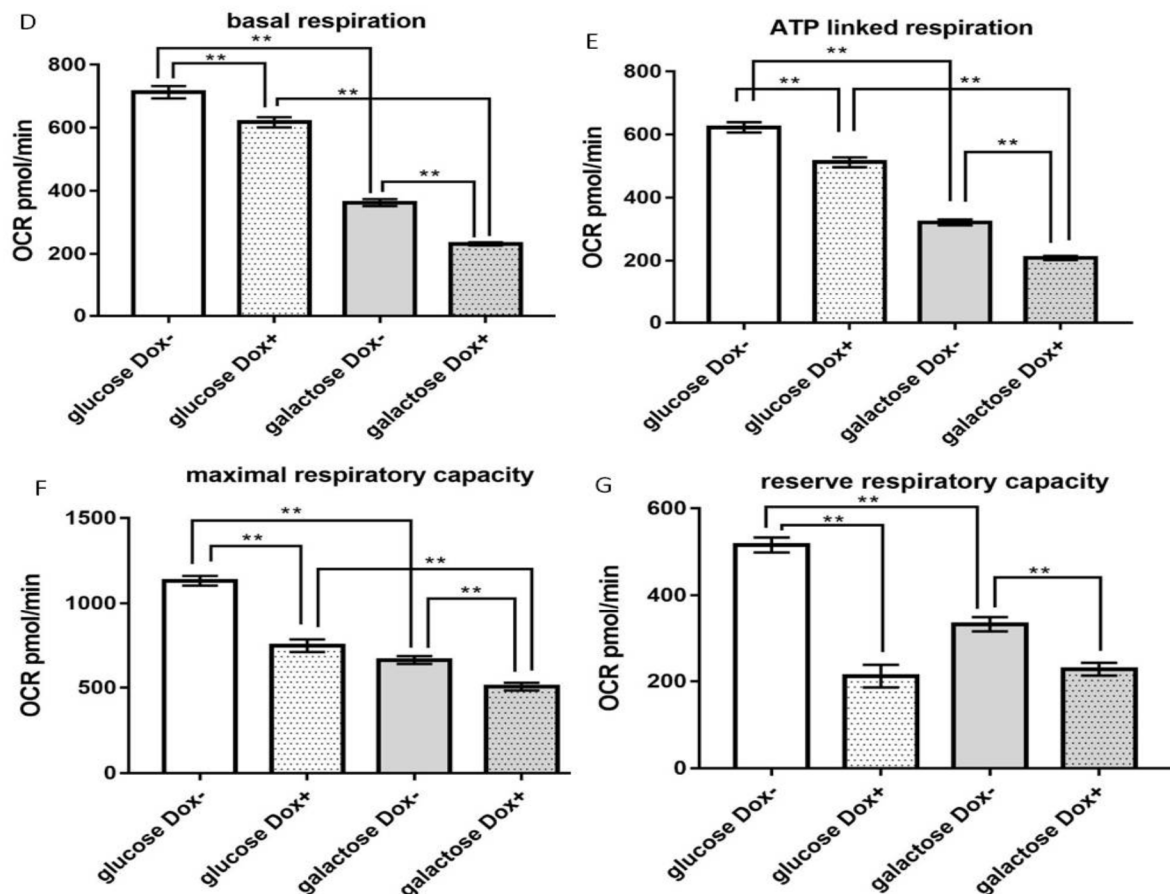 D
basal respiration
**
**
**
**
OCR pmol/min
800
600
400
200
0
glucose Dox-
glucose Dox+
galactose Dox-
galactose Dox+
E
ATP linked respiration
**
**
**
**
OCR pmol/min
800
600
400
200
0
glucose Dox-
glucose Dox+
galactose Dox-
galactose Dox+
F
maximal respiratory capacity
**
**
**
**
OCR pmol/min
1500
1000
500
0
glucose Dox-
glucose Dox+
galactose Dox-
galactose Dox+
G
reserve respiratory capacity
**
**
**
OCR pmol/min
600
400
200
0
glucose Dox-
glucose Dox+
galactose Dox-
galactose Dox+